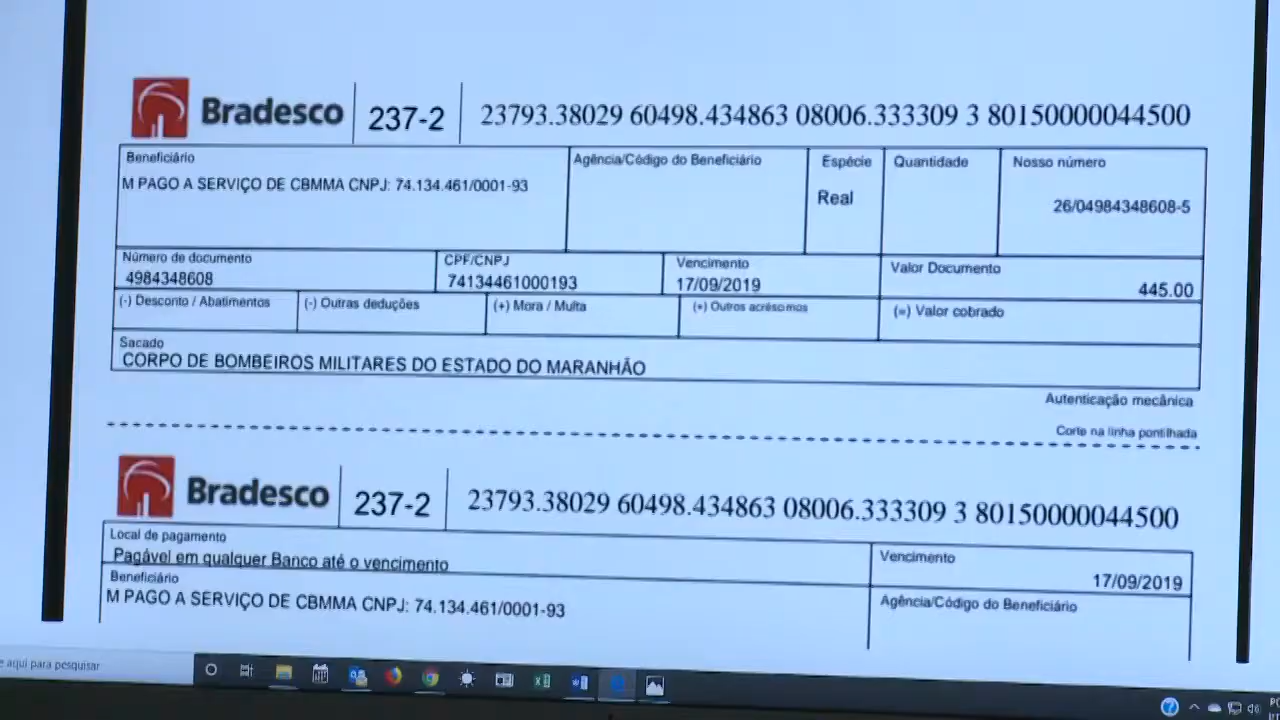 Bradesco 237-2 23793.38029 60498.434863 08006.333309 3 80150000044500
Beneficiário Agência/Código do Beneficiário Espécie Quantidade Nosso número
M PAGO A SERVIÇO DE CBMMA CNPJ: 74.134.461/0001-93 Real 26/04984348608-5
Número de documento CPF/CNPJ Vencimento Valor Documento
4984348608 74134461000193 17/09/2019 445.00
(-) Desconto / Abatimentos (-) Outras deduções (+) Mora / Multa (+) Outros acréscimos (=) Valor cobrado
Sacado
CORPO DE BOMBEIROS MILITARES DO ESTADO DO MARANHÃO
Autenticação mecânica
Corte na linha pontilhada
Bradesco 237-2 23793.38029 60498.434863 08006.333309 3 80150000044500
Local de pagamento Vencimento
Pagável em qualquer Banco até o vencimento 17/09/2019
Beneficiário Agência/Código do Beneficiário
M PAGO A SERVIÇO DE CBMMA CNPJ: 74.134.461/0001-93
aqui para pesquisar